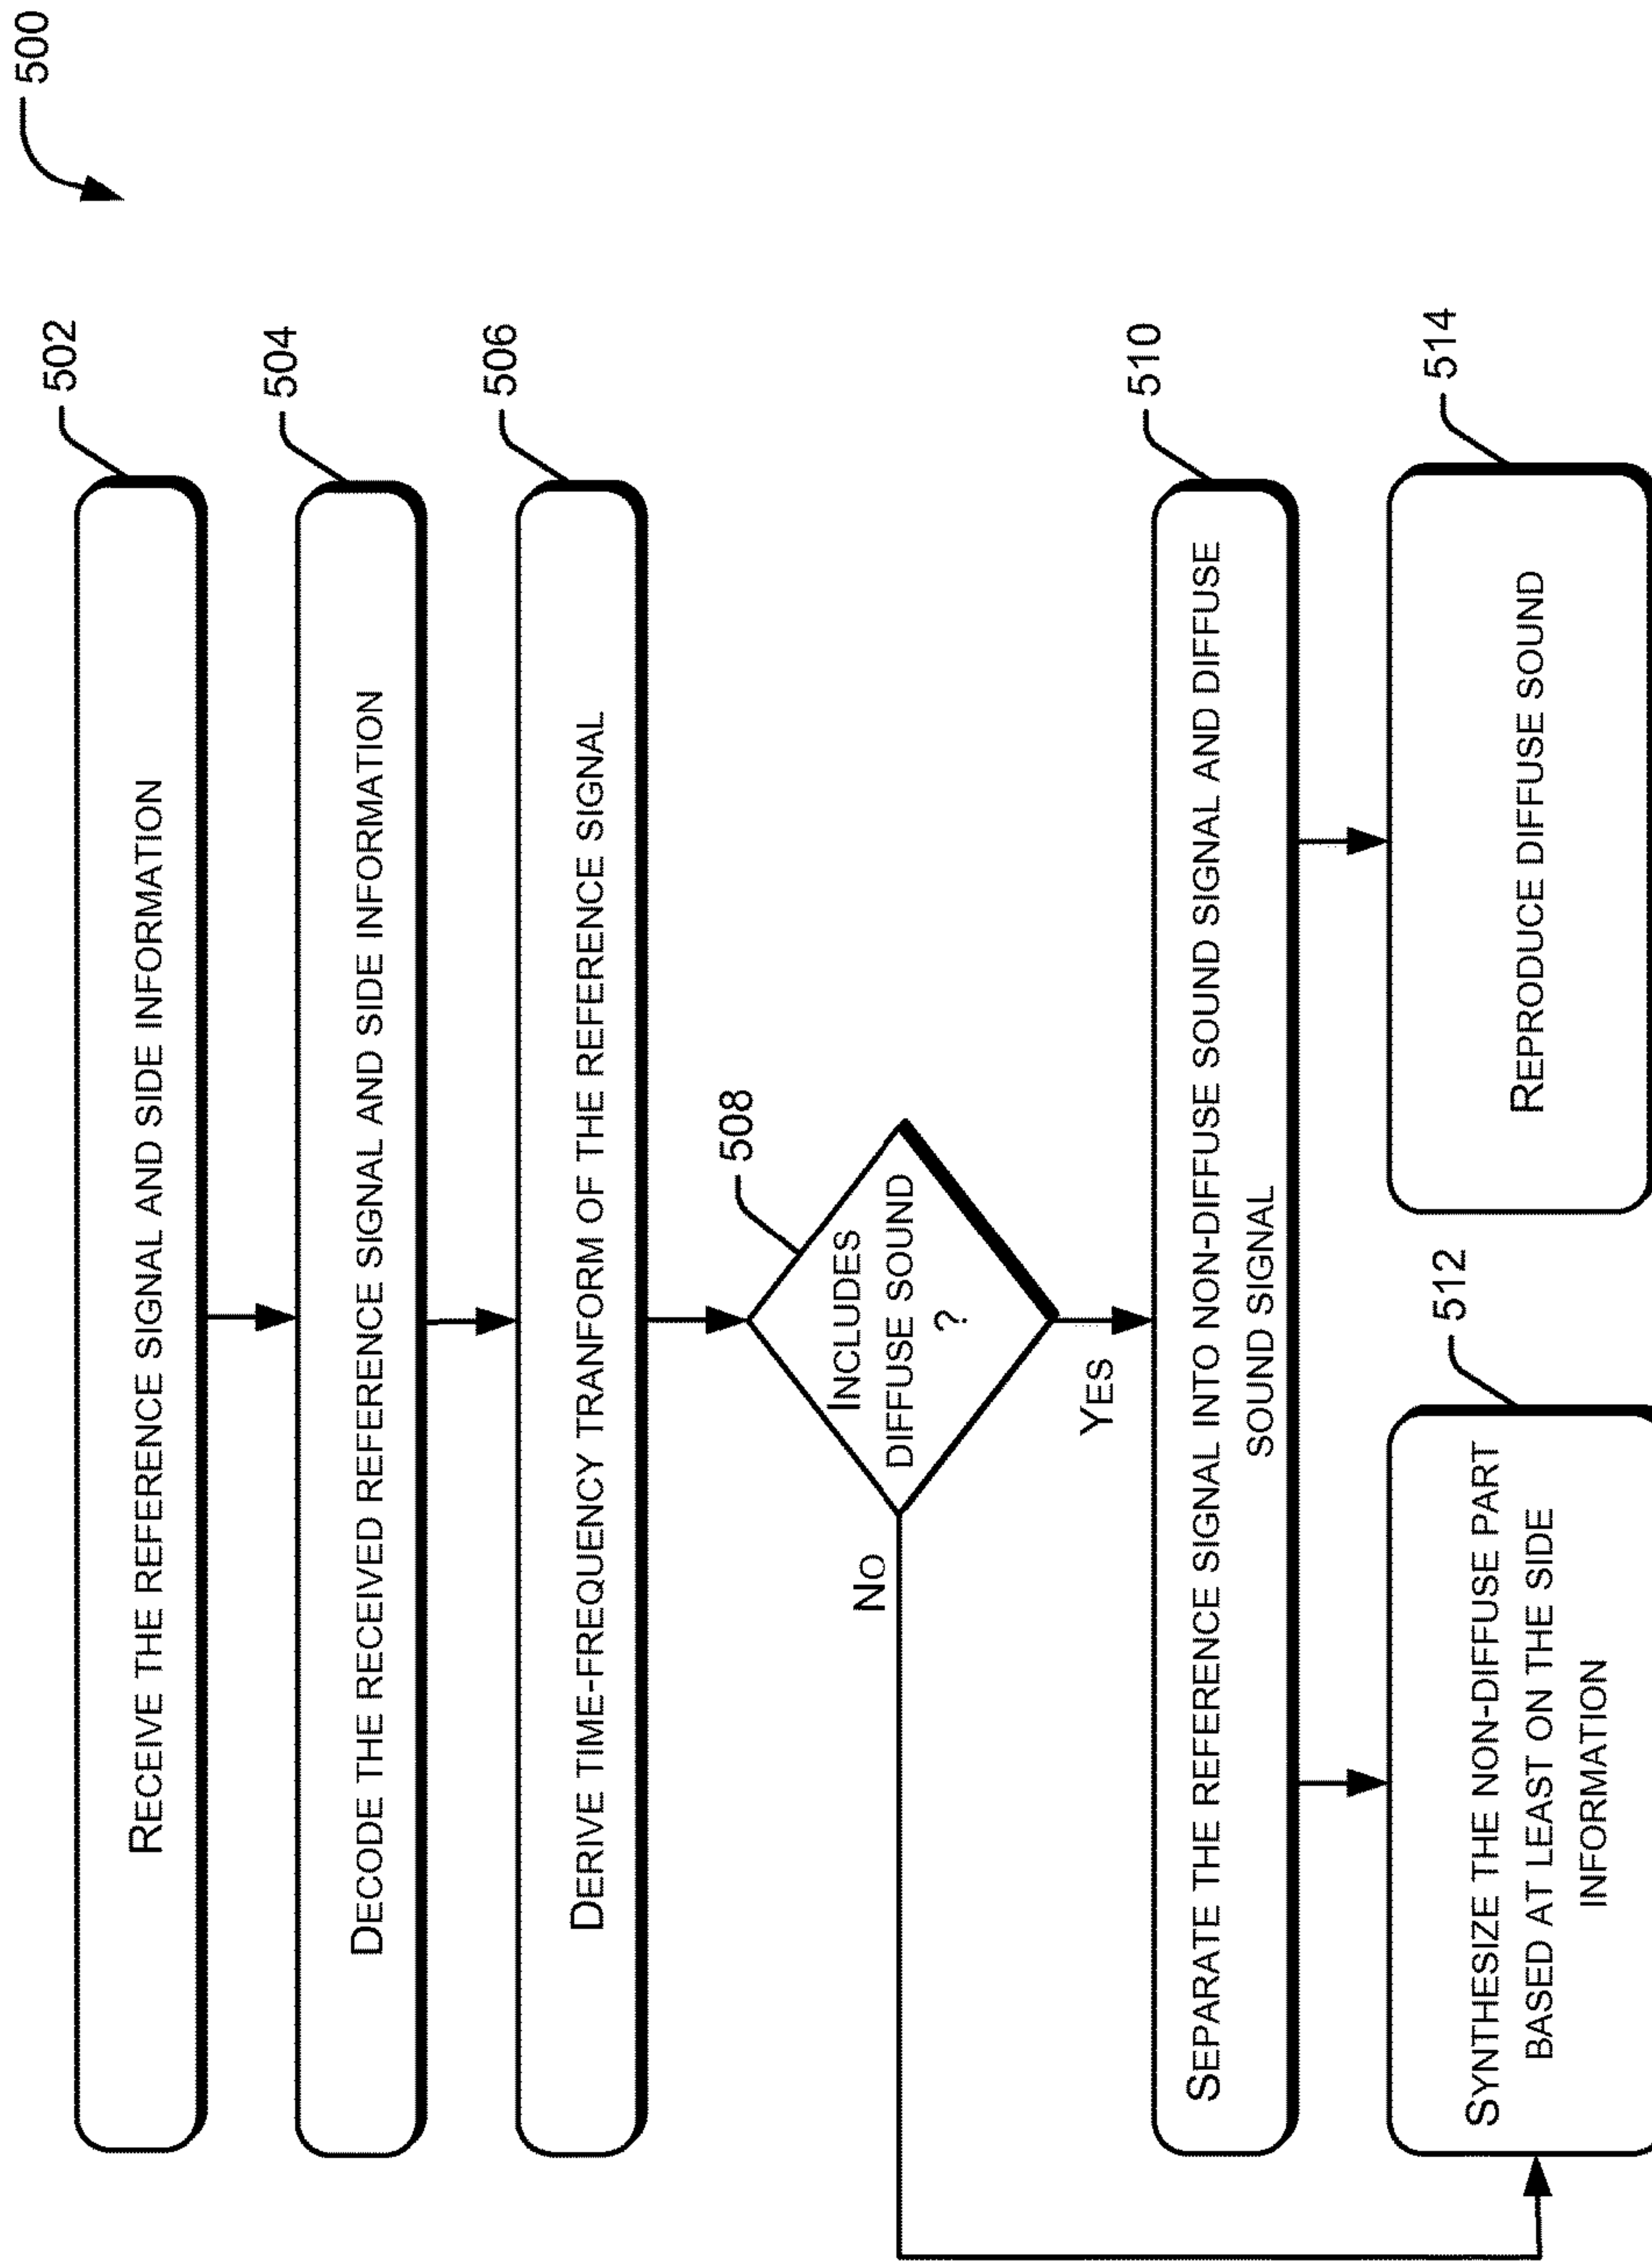 500
502
RECEIVE THE REFERENCE SIGNAL AND SIDE INFORMATION
504
DECODE THE RECEIVED REFERENCE SIGNAL AND SIDE INFORMATION
506
DERIVE TIME-FREQUENCY TRANFORM OF THE REFERENCE SIGNAL
508
INCLUDES
DIFFUSE SOUND
?
NO
YES
510
SEPARATE THE REFERENCE SIGNAL INTO NON-DIFFUSE SOUND SIGNAL AND DIFFUSE
SOUND SIGNAL
512
SYNTHESIZE THE NON-DIFFUSE PART
BASED AT LEAST ON THE SIDE
INFORMATION
514
REPRODUCE DIFFUSE SOUND